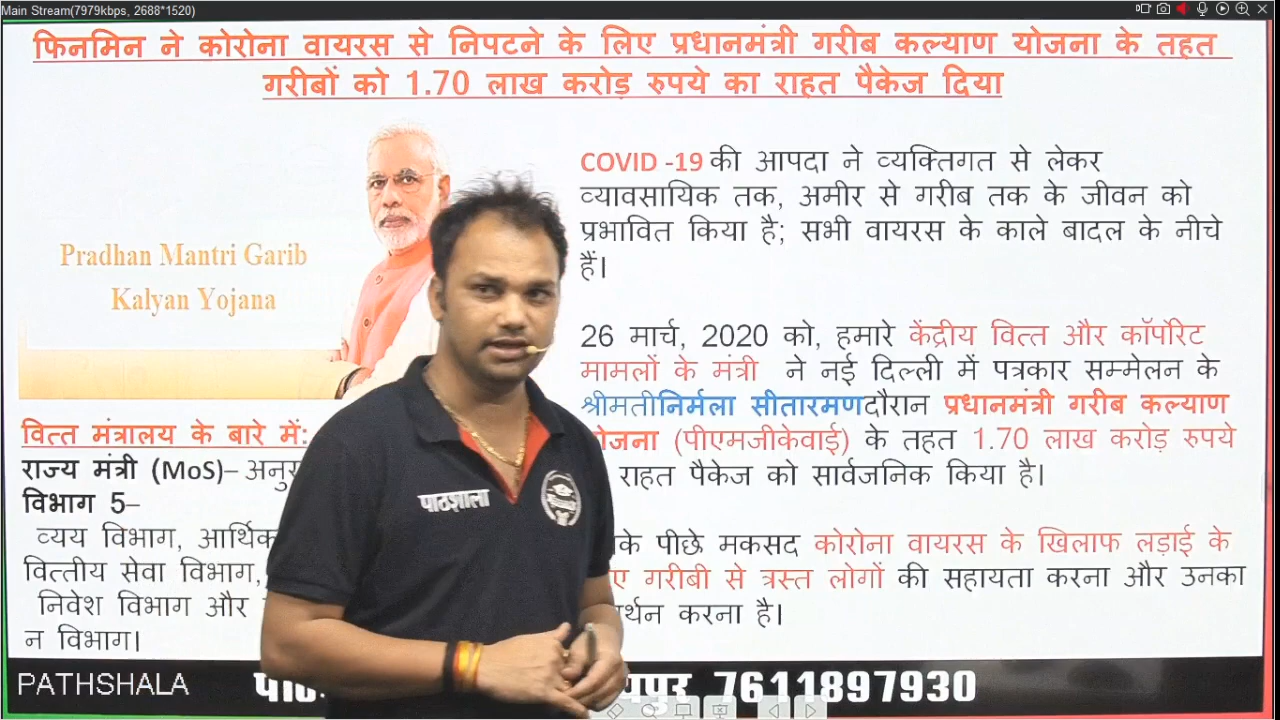 Main Stream(7979kbps, 2688*1520)
फिनमिन ने कोरोना वायरस से निपटने के लिए प्रधानमंत्री गरीब कल्याण योजना के तहत
गरीबों को 1.70 लाख करोड़ रुपये का राहत पैकेज दिया
Pradhan Mantri Garib
Kalyan Yojana
COVID -19 की आपदा ने व्यक्तिगत से लेकर
व्यावसायिक तक, अमीर से गरीब तक के जीवन को
प्रभावित किया है; सभी वायरस के काले बादल के नीचे
हैं।
26 मार्च, 2020 को, हमारे केंद्रीय वित्त और कॉर्पोरेट
मामलों के मंत्री ने नई दिल्ली में पत्रकार सम्मेलन के
श्रीमतीनिर्मला सीतारमणदौरान प्रधानमंत्री गरीब कल्याण
(पीएमजीकेवाई) के तहत 1.70 लाख करोड़ रुपये
राहत पैकेज को सार्वजनिक किया है।
पीछे मकसद कोरोना वायरस के खिलाफ लड़ाई के
गरीबी से त्रस्त लोगों की सहायता करना और उनका
करना है।
वित्त मंत्रालय के बारे में:
राज्य मंत्री (MoS)–
विभाग 5–
व्यय विभाग, आर्थिक
वित्तीय सेवा विभाग,
निवेश विभाग और
न विभाग।
पाठशाला
PATHSHALA
7611897930